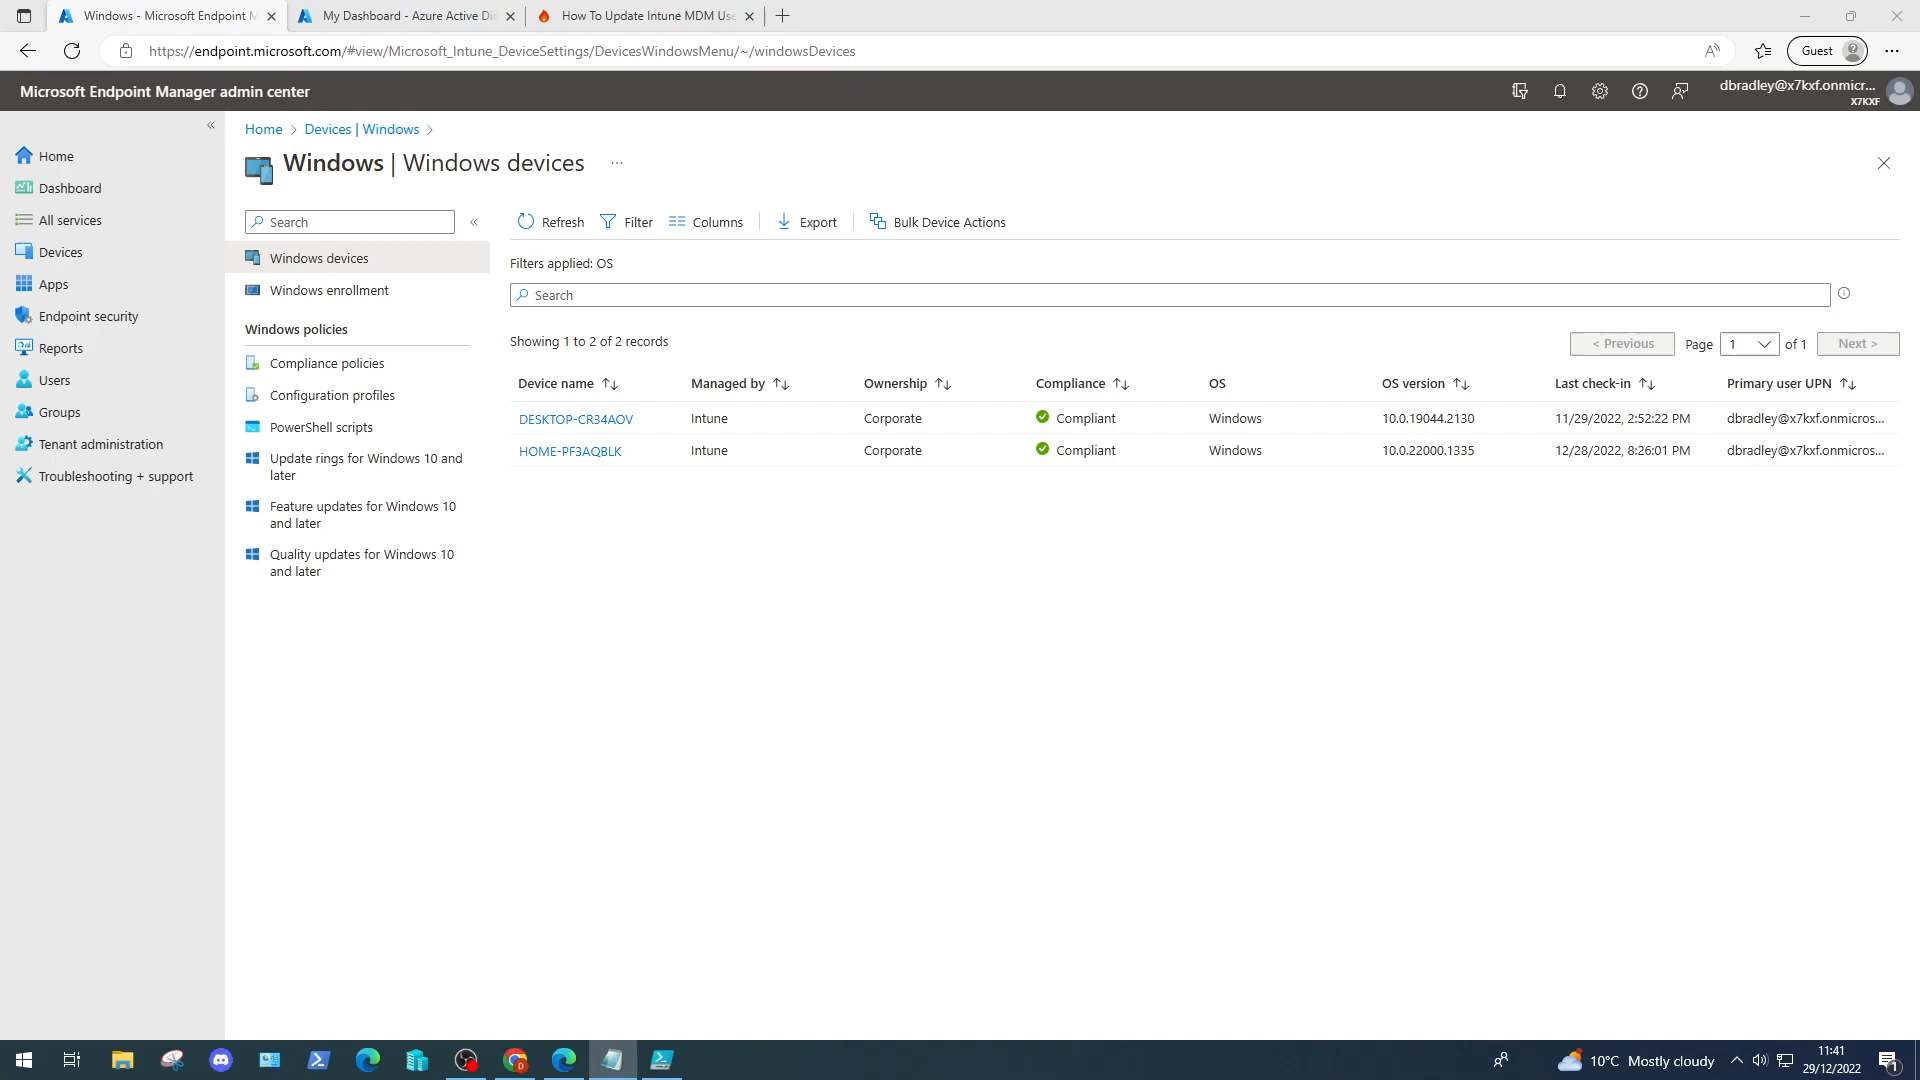 Windows - Microsoft Endpoint M
My Dashboard - Azure Active Di
How To Update Intune MDM Use
https://endpoint.microsoft.com/#view/Microsoft_Intune_DeviceSettings/DevicesWindowsMenu/~/windowsDevices
Guest
Microsoft Endpoint Manager admin center
dbradley@x7kxf.onmicr...
X7KXF
Home
Dashboard
All services
Devices
Apps
Endpoint security
Reports
Users
Groups
Tenant administration
Troubleshooting + support
Home > Devices | Windows >
Windows | Windows devices ...
Search
Windows devices
Windows enrollment
Windows policies
Compliance policies
Configuration profiles
PowerShell scripts
Update rings for Windows 10 and
later
Feature updates for Windows 10
and later
Quality updates for Windows 10
and later
Refresh Filter Columns Export Bulk Device Actions
Filters applied: OS
Search
Showing 1 to 2 of 2 records
< Previous Page 1 of 1 Next >
Device name Managed by Ownership Compliance OS OS version Last check-in Primary user UPN
DESKTOP-CR34AOV Intune Corporate Compliant Windows 10.0.19044.2130 11/29/2022, 2:52:22 PM dbradley@x7kxf.onmicros...
HOME-PF3AQBLK Intune Corporate Compliant Windows 10.0.22000.1335 12/28/2022, 8:26:01 PM dbradley@x7kxf.onmicros...
10°C Mostly cloudy
11:41
29/12/2022
1